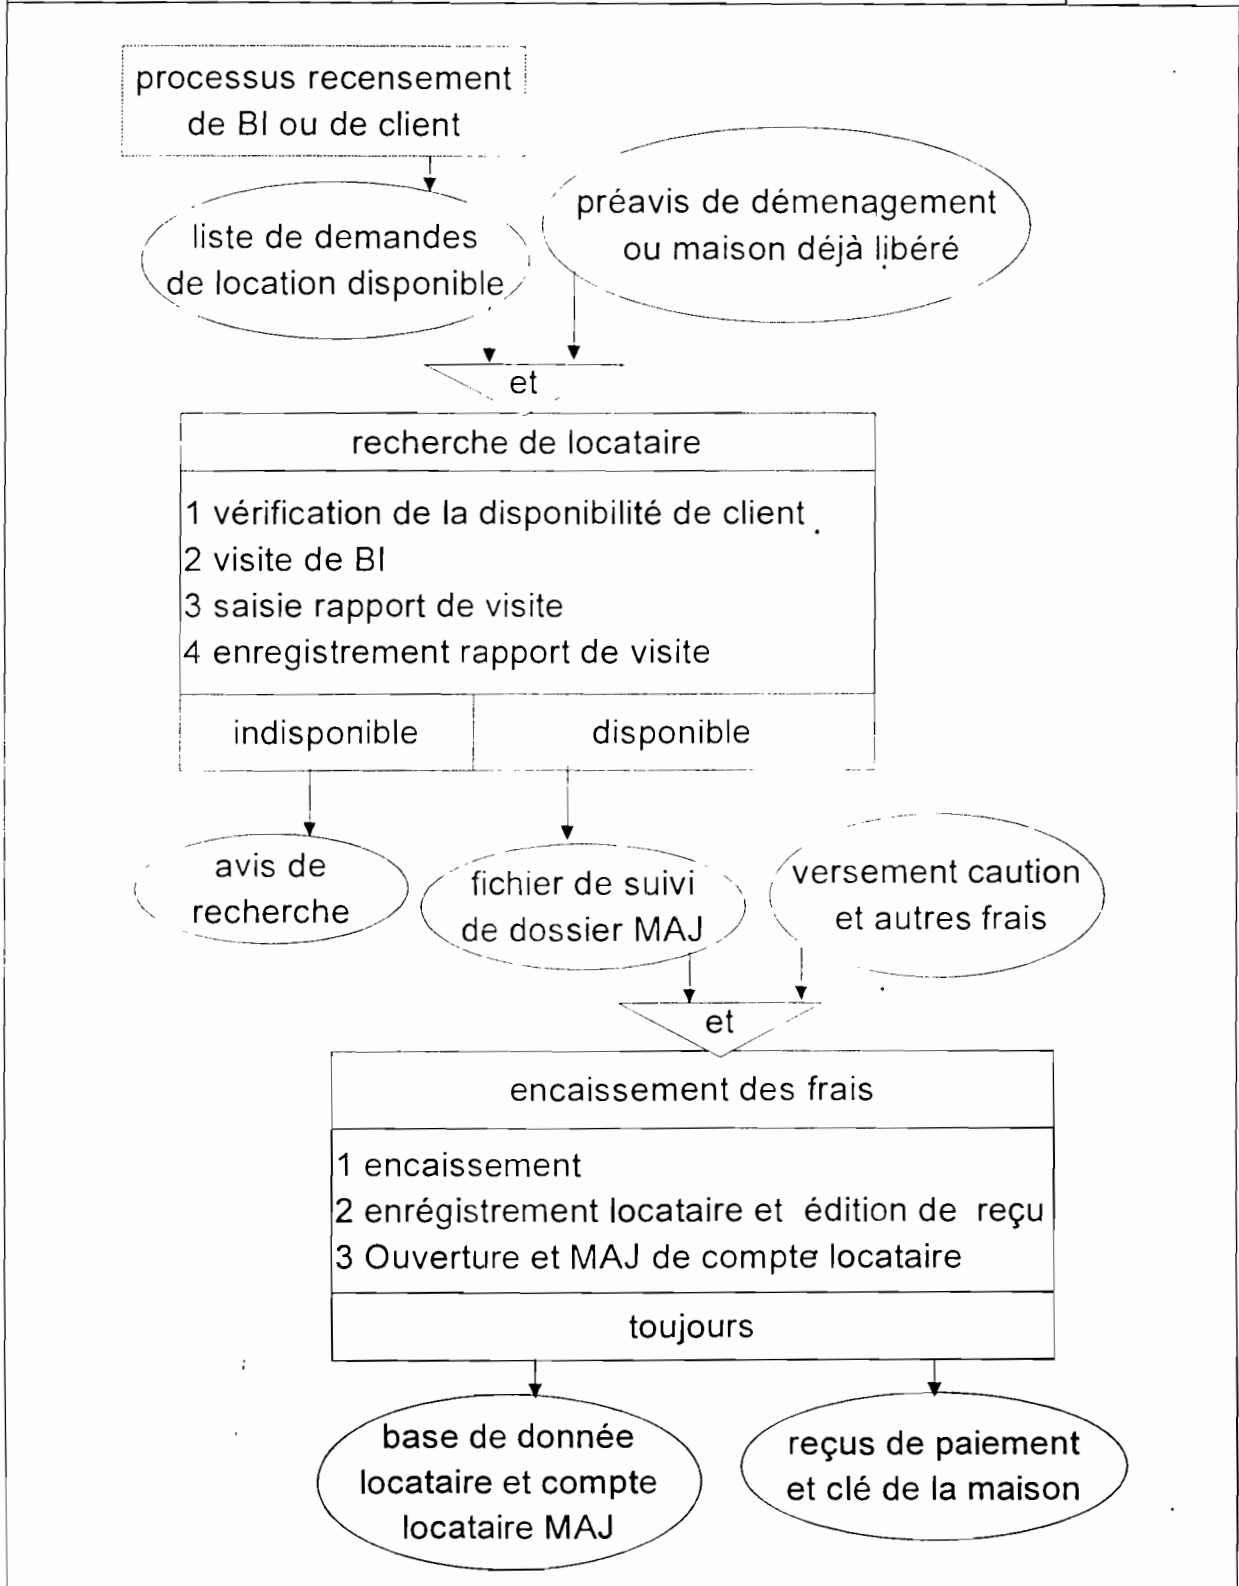 processus recensement
de BI ou de client
préavis de démenagement
ou maison déjà libéré
liste de demandes
de location disponible
et
recherche de locataire
1 vérification de la disponibilité de client
2 visite de BI
3 saisie rapport de visite
4 enregistrement rapport de visite
indisponible
disponible
avis de
recherche
fichier de suivi
de dossier MAJ
versement caution
et autres frais
et
encaissement des frais
1 encaissement
2 enrégistrement locataire et édition de reçu
3 Ouverture et MAJ de compte locataire
toujours
base de donnée
locataire et compte
locataire MAJ
reçus de paiement
et clé de la maison